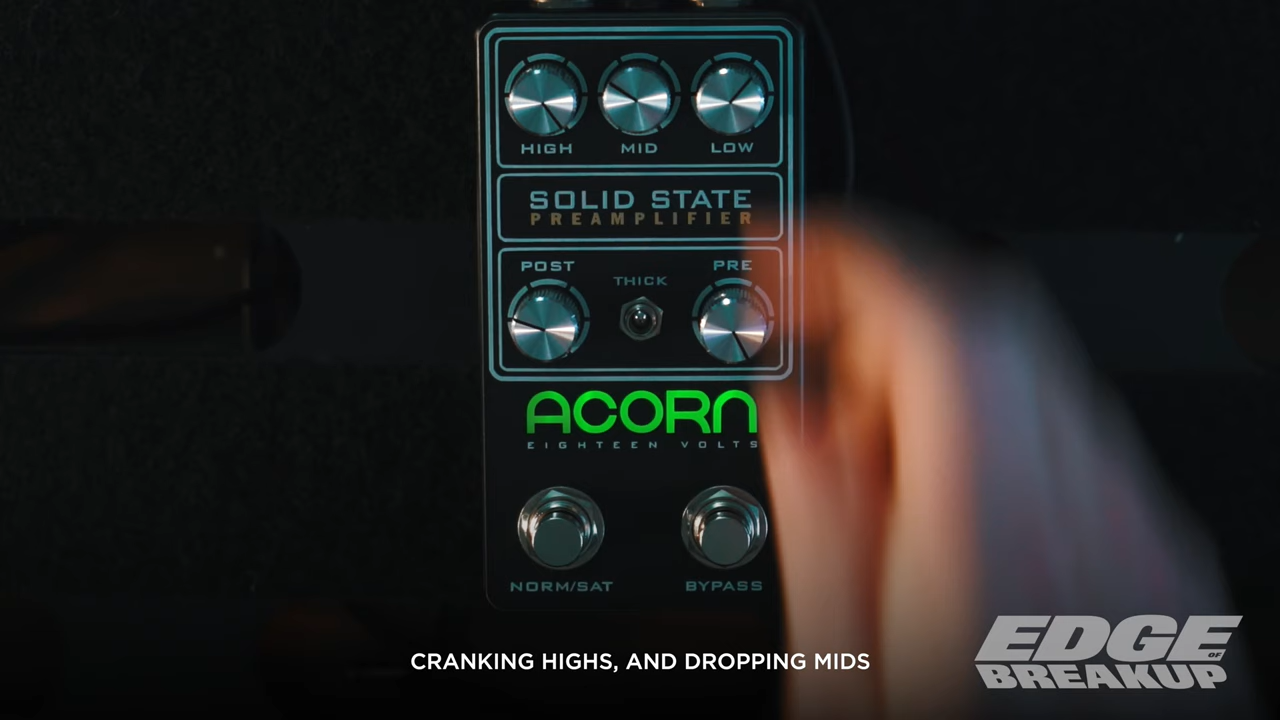 HIGH MID LOW
SOLID STATE
PREAMPLIFIER
POST THICK PRE
ACORN
EIGHTEEN VOLTS
NORM/SAT BYPASS
CRANKING HIGHS, AND DROPPING MIDS
EDGE OF
BREAKUP